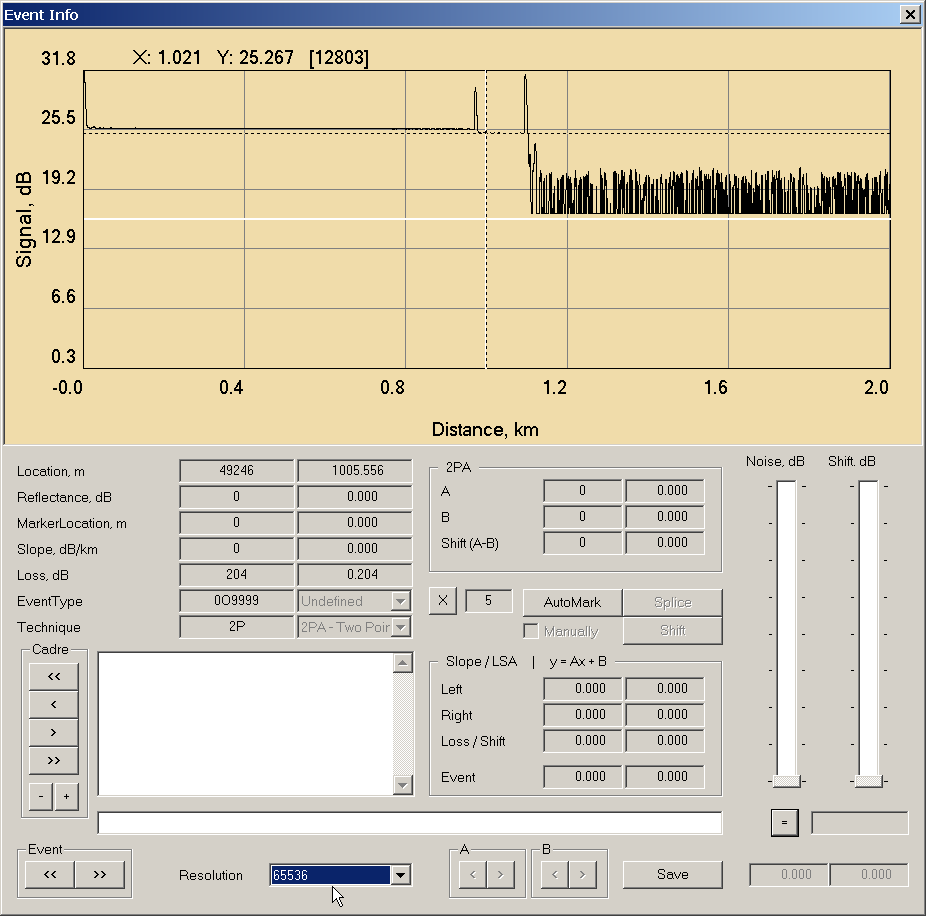 Event Info
31.8 X: 1.021 Y: 25.267 [12803]
25.5
19.2
12.9
6.6
0.3
Signal, dB
-0.0 0.4 0.8 1.2 1.6 2.0
Distance, km
Location, m 49246 1005.556
Reflectance, dB 0 0.000
MarkerLocation, m 0 0.000
Slope, dB/km 0 0.000
Loss, dB 204 0.204
EventType 0O9999 Undefined
Technique 2P 2PA - Two Poir
2PA
A 0 0.000
B 0 0.000
Shift (A-B) 0 0.000
X 5 AutoMark Splice
Manually Shift
Noise, dB Shift. dB
Cadre
<<
<
>
>>
- +
Slope / LSA | y = Ax + B
Left 0.000 0.000
Right 0.000 0.000
Loss / Shift 0.000 0.000
Event 0.000 0.000
=
Event
<< >>
Resolution 65536
A
< >
B
< >
Save
0.000 0.000